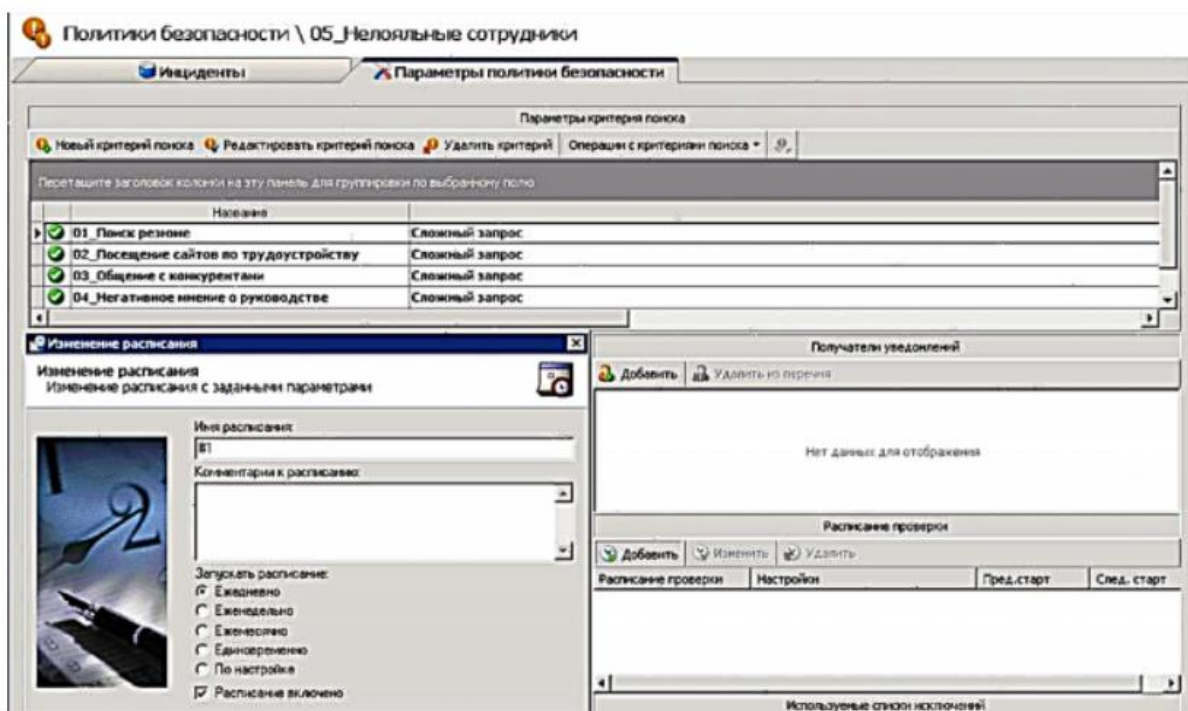 Политики безопасности \ 05_Нелояльные сотрудники
Инциденты
Параметры политики безопасности
Параметры критерия поиска
Новый критерий поиска Редактировать критерий поиска Удалить критерий Операции с критериями поиска
Перетащите заголовок колонки на эту панель для группировки по выбранному полю
Название
01_Поиск резюме Сложный запрос
02_Посещение сайтов по трудоустройству Сложный запрос
03_Общение с конкурентами Сложный запрос
04_Негативное мнение о руководстве Сложный запрос
Изменение расписания
Изменение расписания
Изменение расписания с заданными параметрами
Имя расписания:
В1
Комментарии к расписанию:
Запускать расписание:
Ежедневно
Еженедельно
Ежемесячно
Единовременно
По настройке
Расписание включено
Получатели уведомлений
Добавить Удалить из перечня
Нет данных для отображения
Расписание проверки
Добавить Изменить Удалить
Расписание проверки Настройки Пред.старт След. старт
Используемые списки исключений